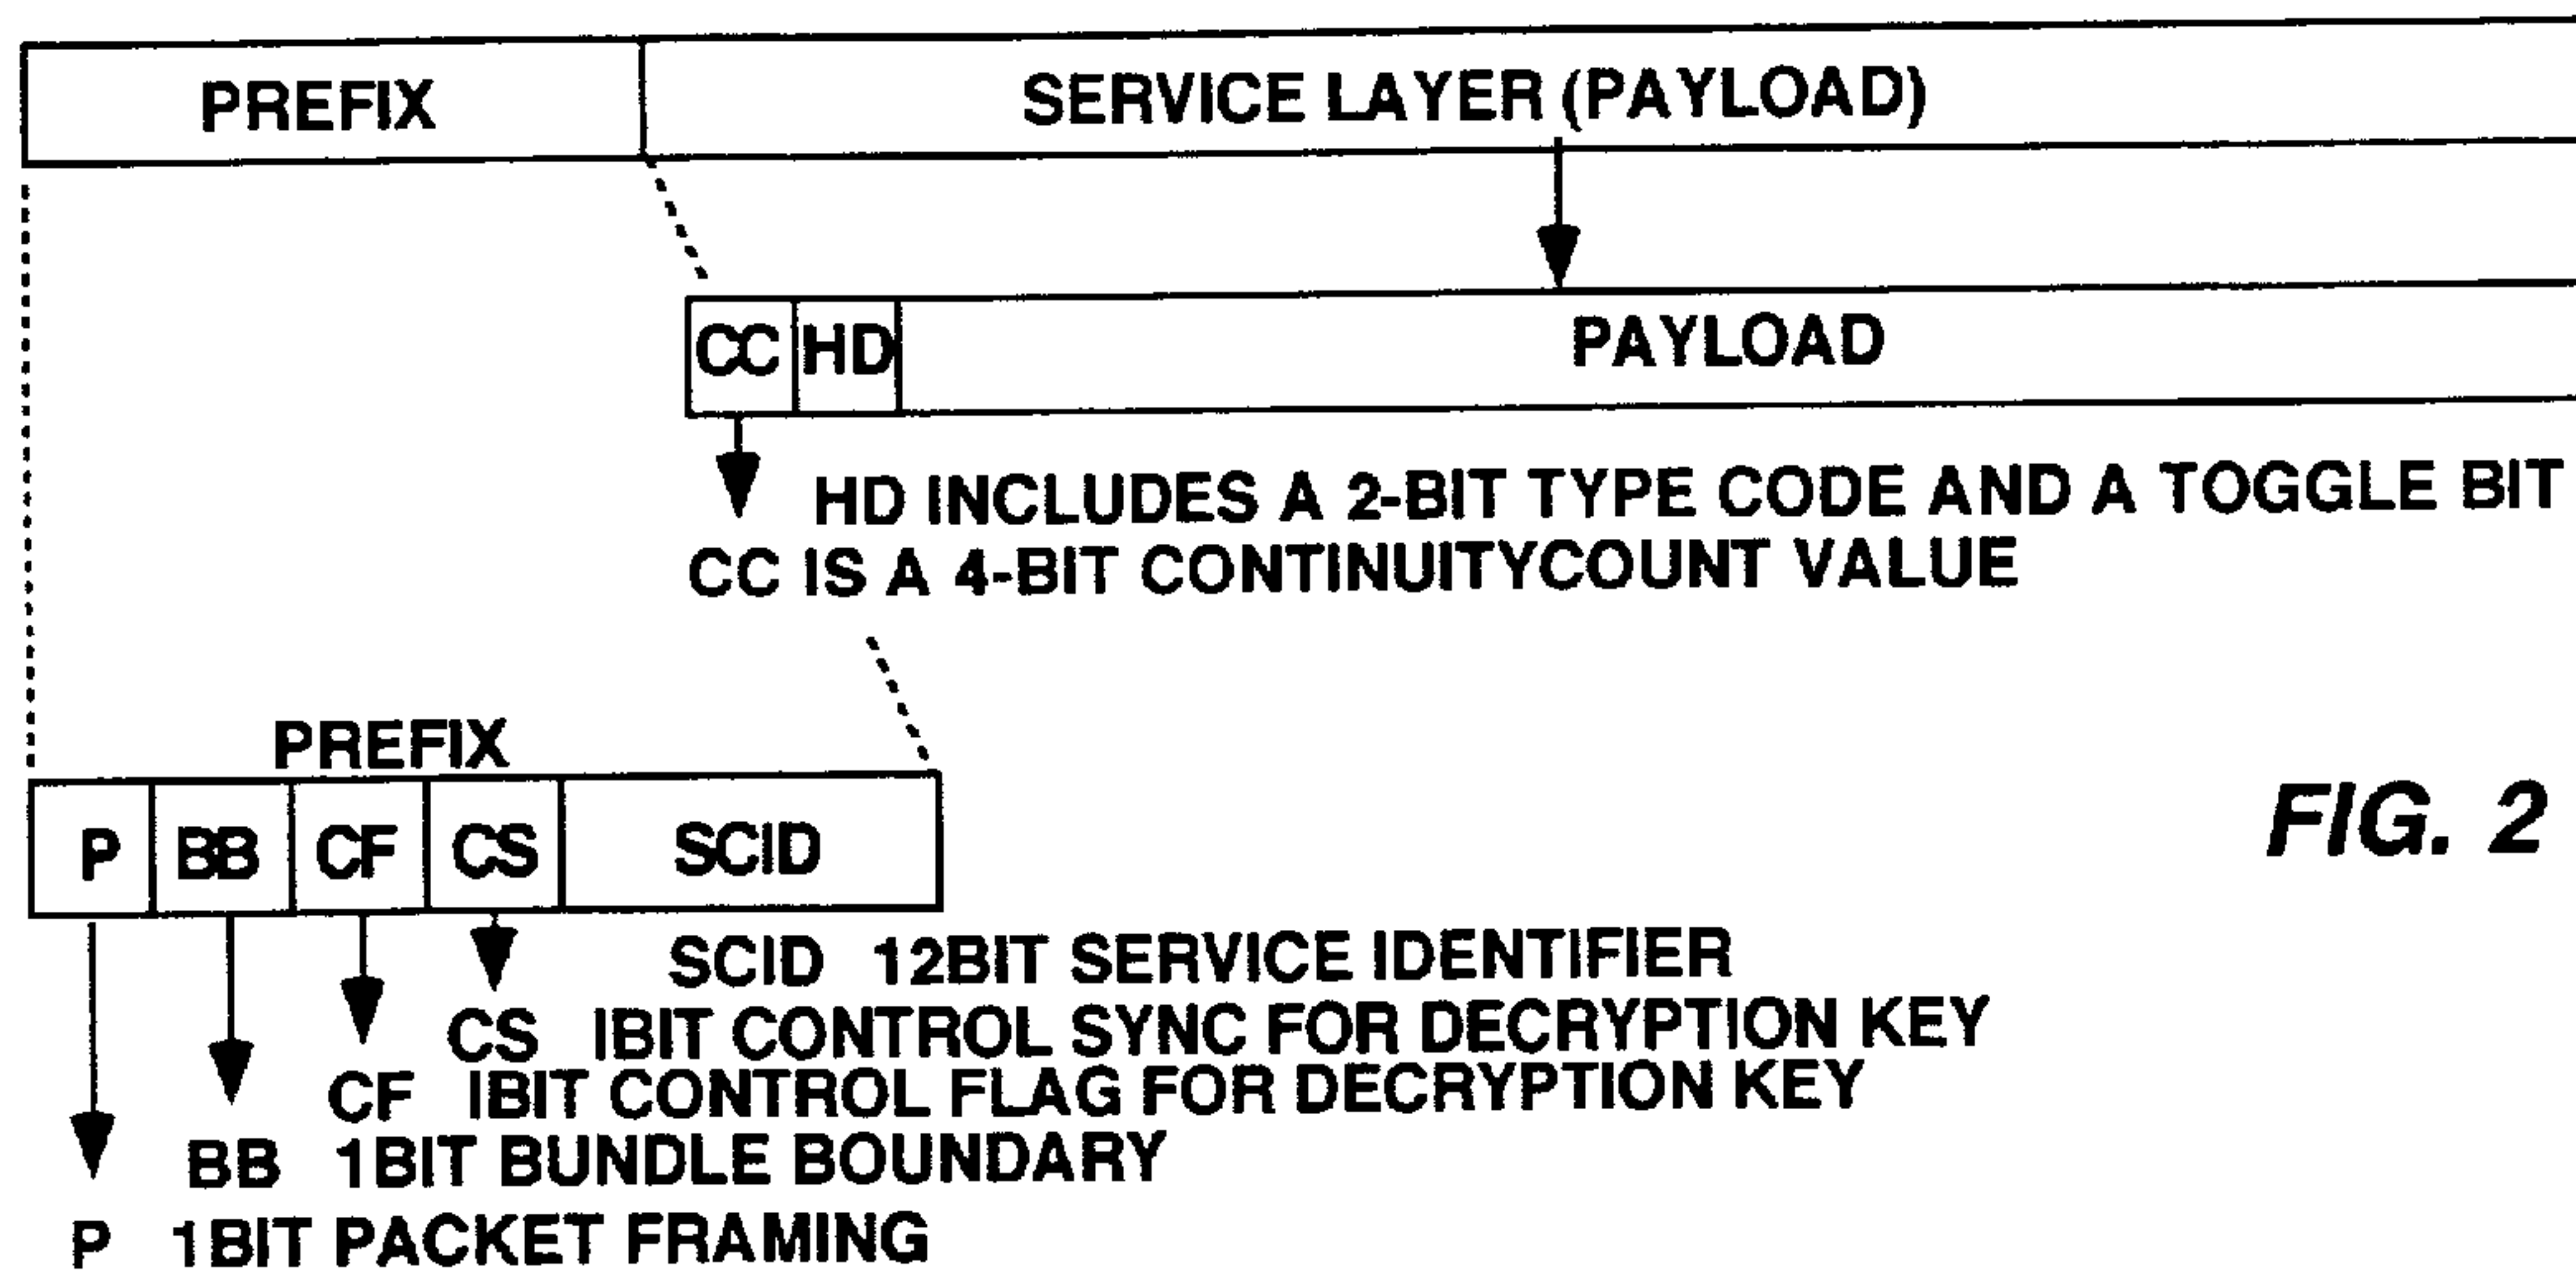 PREFIX
SERVICE LAYER (PAYLOAD)
CC
HD
PAYLOAD
HD INCLUDES A 2-BIT TYPE CODE AND A TOGGLE BIT
CC IS A 4-BIT CONTINUITYCOUNT VALUE
PREFIX
P
BB
CF
CS
SCID
FIG. 2
SCID 12BIT SERVICE IDENTIFIER
CS IBIT CONTROL SYNC FOR DECRYPTION KEY
CF IBIT CONTROL FLAG FOR DECRYPTION KEY
BB 1BIT BUNDLE BOUNDARY
P 1BIT PACKET FRAMING